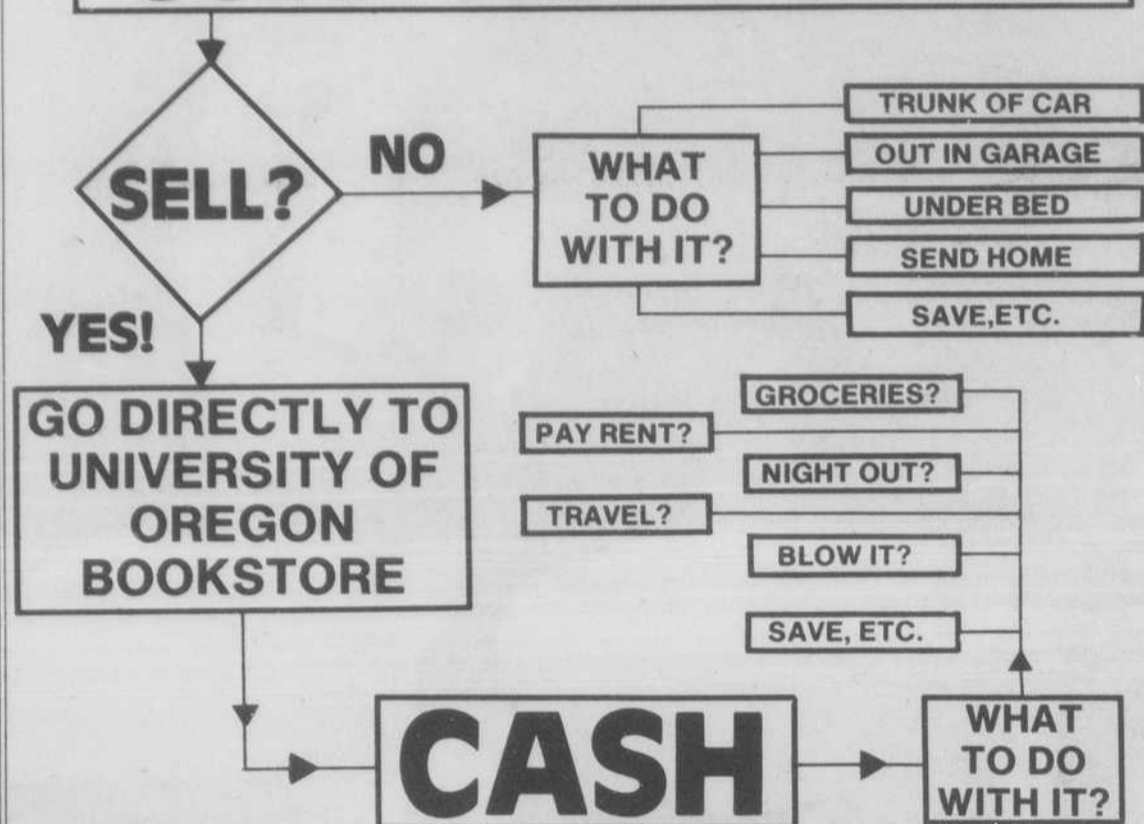 SELL?
NO
WHAT
TO DO
WITH IT?
TRUNK OF CAR
OUT IN GARAGE
UNDER BED
SEND HOME
SAVE,ETC.
YES!
GO DIRECTLY TO
UNIVERSITY OF
OREGON
BOOKSTORE
GROCERIES?
PAY RENT?
NIGHT OUT?
TRAVEL?
BLOW IT?
SAVE, ETC.
CASH
WHAT
TO DO
WITH IT?